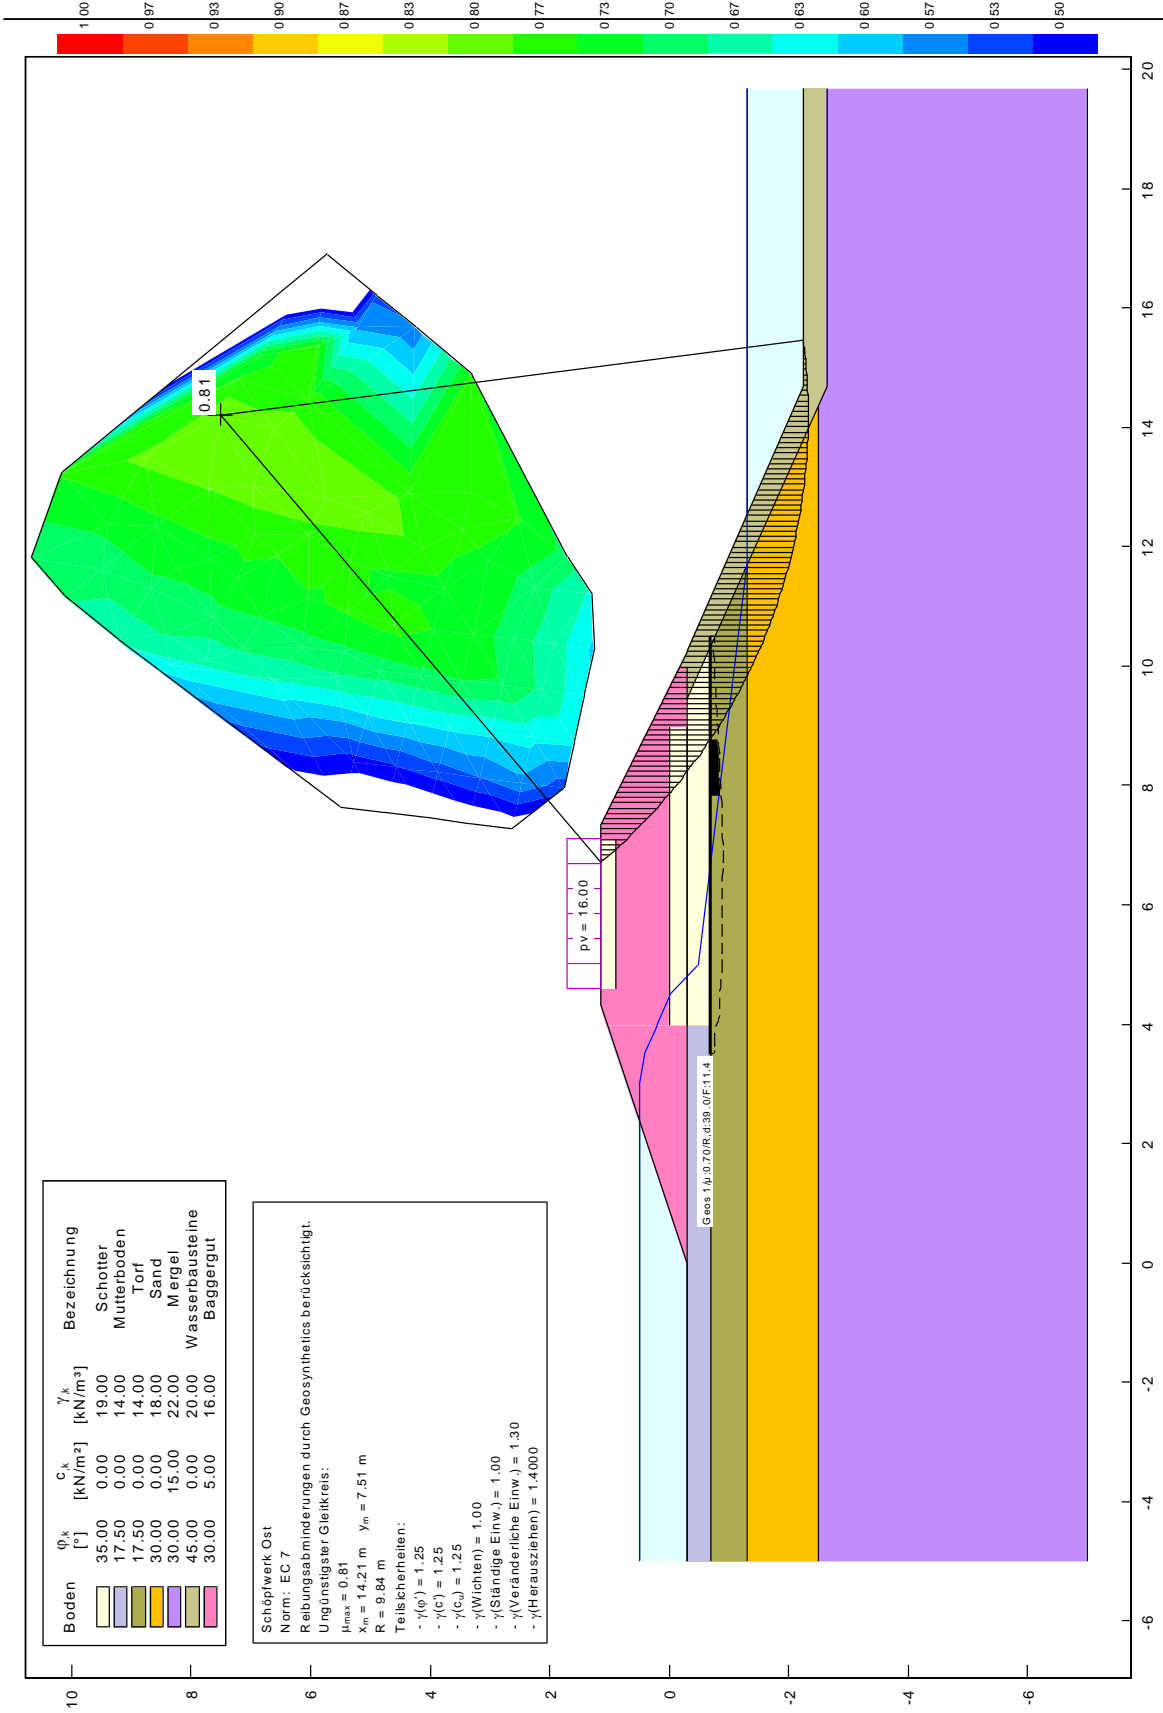 Boden φ,k [°] c,k [kN/m²] γ,k [kN/m³] Bezeichnung
35.00 0.00 19.00 Schotter
17.50 0.00 14.00 Mutterboden
17.50 0.00 14.00 Torf
30.00 0.00 18.00 Sand
30.00 15.00 22.00 Mergel
45.00 0.00 20.00 Wasserbausteine
30.00 5.00 16.00 Baggergut
Schöpfwerk Ost
Norm: EC 7
Reibungsabminderungen durch Geosynthetics berücksichtigt.
Ungünstigster Gleitkreis:
μmax = 0.81
xm = 14.21 m ym = 7.51 m
R = 9.84 m
Teilsicherheiten:
- γ(φ') = 1.25
- γ(c') = 1.25
- γ(cu) = 1.25
- γ(Wichten) = 1.00
- γ(Ständige Einw.) = 1.00
- γ(Veränderliche Einw.) = 1.30
- γ(Herausziehen) = 1.4000
0.81
pv = 16.00
Geos 1/μ:0.70/R,d:39.0/F:11.4
10
8
6
4
2
0
-2
-4
-6
-6 -4 -2 0 2 4 6 8 10 12 14 16 18 20
1.00
0.97
0.93
0.90
0.87
0.83
0.80
0.77
0.73
0.70
0.67
0.63
0.60
0.57
0.53
0.50